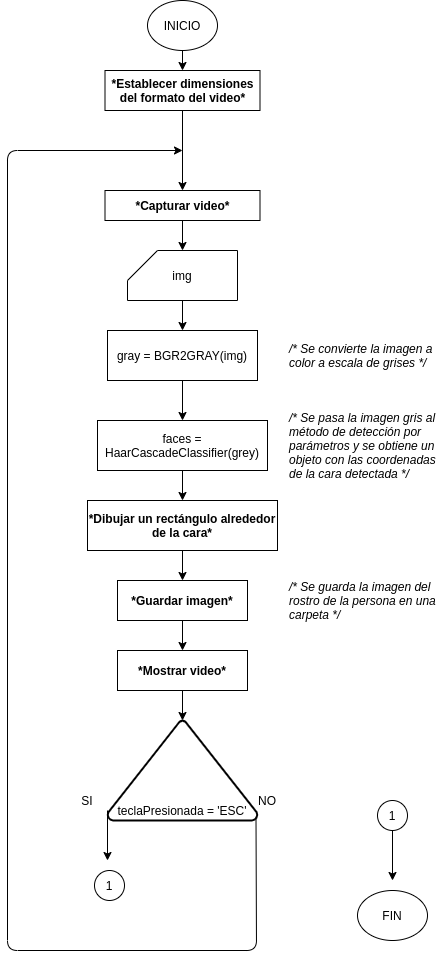 INICIO
*Establecer dimensiones
del formato del video*
*Capturar video*
img
gray = BGR2GRAY(img)
/* Se convierte la imagen a
color a escala de grises */
faces =
HaarCascadeClassifier(grey)
/* Se pasa la imagen gris al
método de detección por
parámetros y se obtiene un
objeto con las coordenadas
de la cara detectada */
*Dibujar un rectángulo alrededor
de la cara*
*Guardar imagen*
/* Se guarda la imagen del
rostro de la persona en una
carpeta */
*Mostrar video*
SI
NO
teclaPresionada = 'ESC'
1
1
FIN